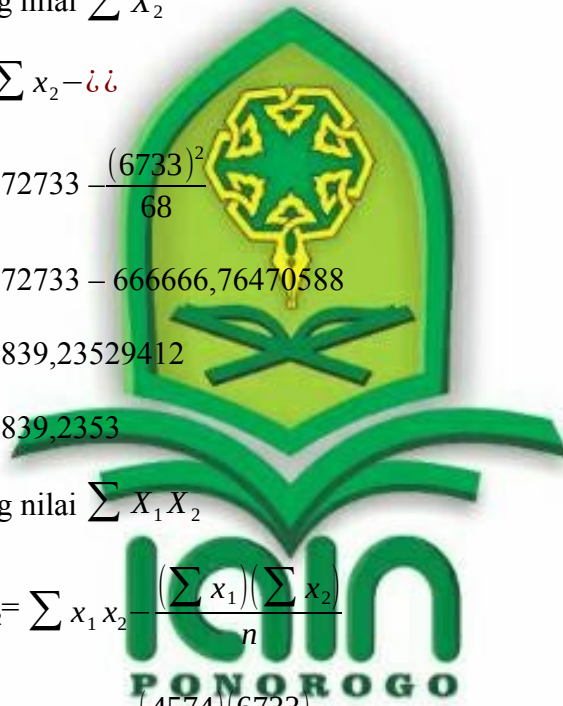 g nilai ∑ X₂
∑ x₂−¿¿
72733 –(6733)²/68
72733 – 666666,76470588
839,23529412
839,2353
g nilai ∑ X₁X₂
= ∑ x₁x₂−(∑ x₁)(∑ x₂)/n
iain
PONOROGO
(4574)(6733)